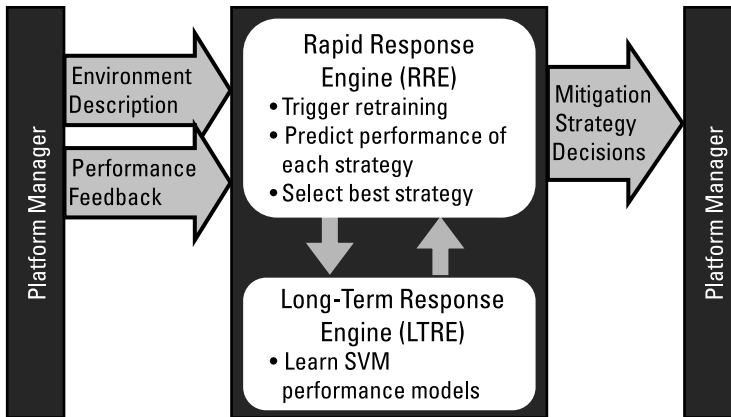 Platform Manager
Environment
Description
Performance
Feedback
Rapid Response
Engine (RRE)
• Trigger retraining
• Predict performance of
each strategy
• Select best strategy
Long-Term Response
Engine (LTRE)
• Learn SVM
performance models
Mitigation
Strategy
Decisions
Platform Manager